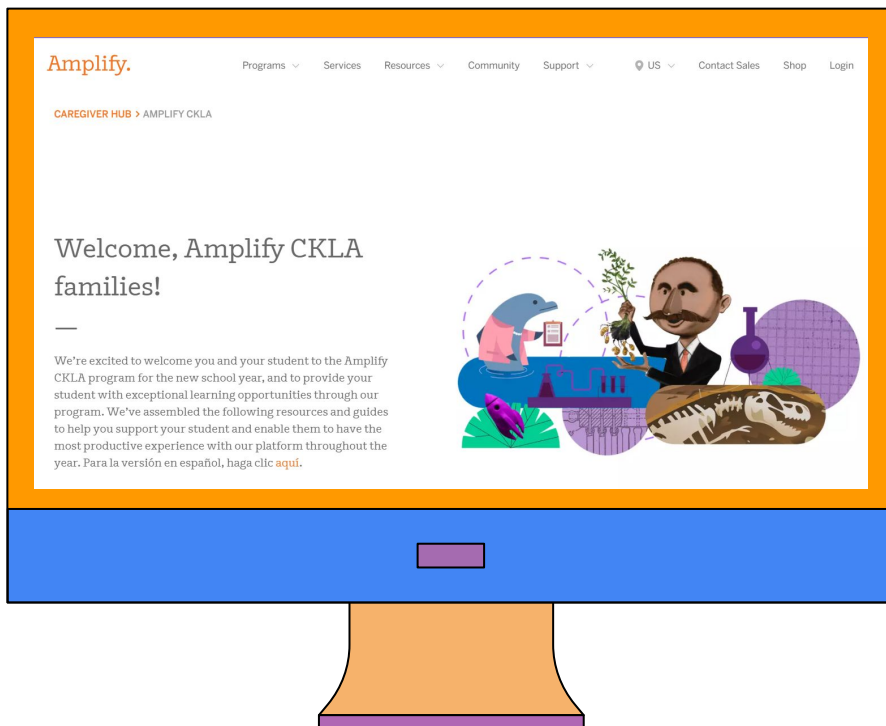 Amplify.
Programs Services Resources Community Support US Contact Sales Shop Login
CAREGIVER HUB > AMPLIFY CKLA
Welcome, Amplify CKLA
families!
We're excited to welcome you and your student to the Amplify
CKLA program for the new school year, and to provide your
student with exceptional learning opportunities through our
program. We've assembled the following resources and guides
to help you support your student and enable them to have the
most productive experience with our platform throughout the
year. Para la versión en español, haga clic aquí.